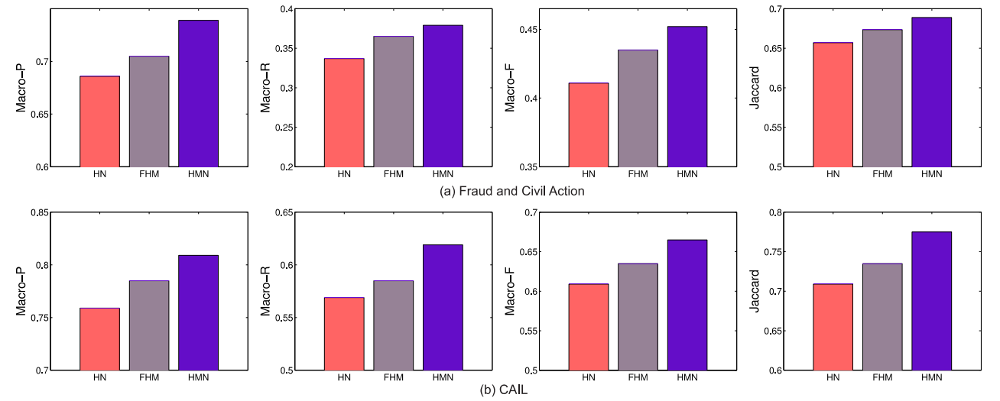 Macro-P
0.7
0.65
0.6
HN FHM HMN
Macro-R
0.4
0.35
0.3
0.25
0.2
HN FHM HMN
Macro-F
0.45
0.4
0.35
HN FHM HMN
Jaccard
0.7
0.65
0.6
0.55
0.5
HN FHM HMN
(a) Fraud and Civil Action
Macro-P
0.85
0.8
0.75
0.7
HN FHM HMN
Macro-R
0.65
0.6
0.55
0.5
HN FHM HMN
Macro-F
0.7
0.65
0.6
0.55
0.5
HN FHM HMN
Jaccard
0.8
0.75
0.7
0.65
0.6
HN FHM HMN
(b) CAIL